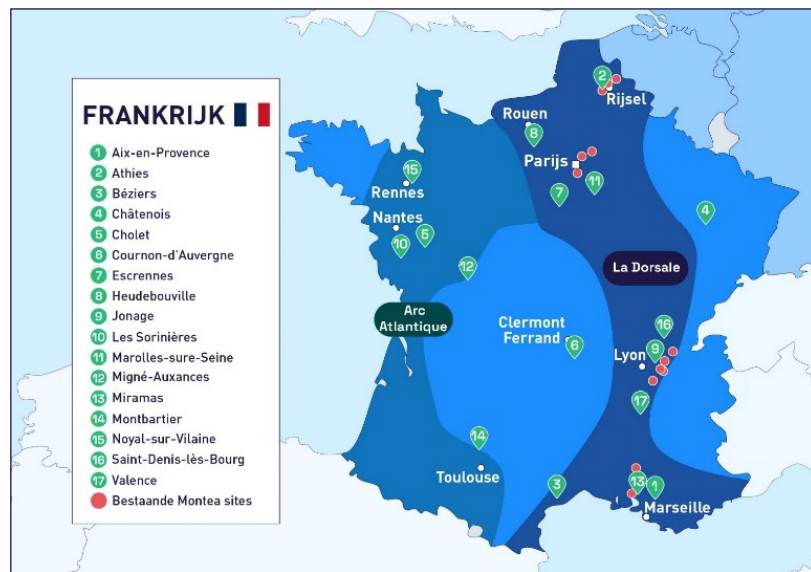 FRANKRIJK
1 Aix-en-Provence
2 Athies
3 Béziers
4 Châtenois
5 Cholet
6 Cournon-d'Auvergne
7 Escrennes
8 Heudebouville
9 Jonage
10 Les Sorinières
11 Marolles-sure-Seine
12 Migné-Auxances
13 Miramas
14 Montbartier
15 Noyal-sur-Vilaine
16 Saint-Denis-lès-Bourg
17 Valence
Bestaande Montea sites
2
Rijsel
Rouen
8
Parijs
15
Rennes
7
11
4
Nantes
10
5
12
La Dorsale
Arc
Atlantique
Clermont
Ferrand
6
16
9
Lyon
17
14
Toulouse
3
13
1
Marseille